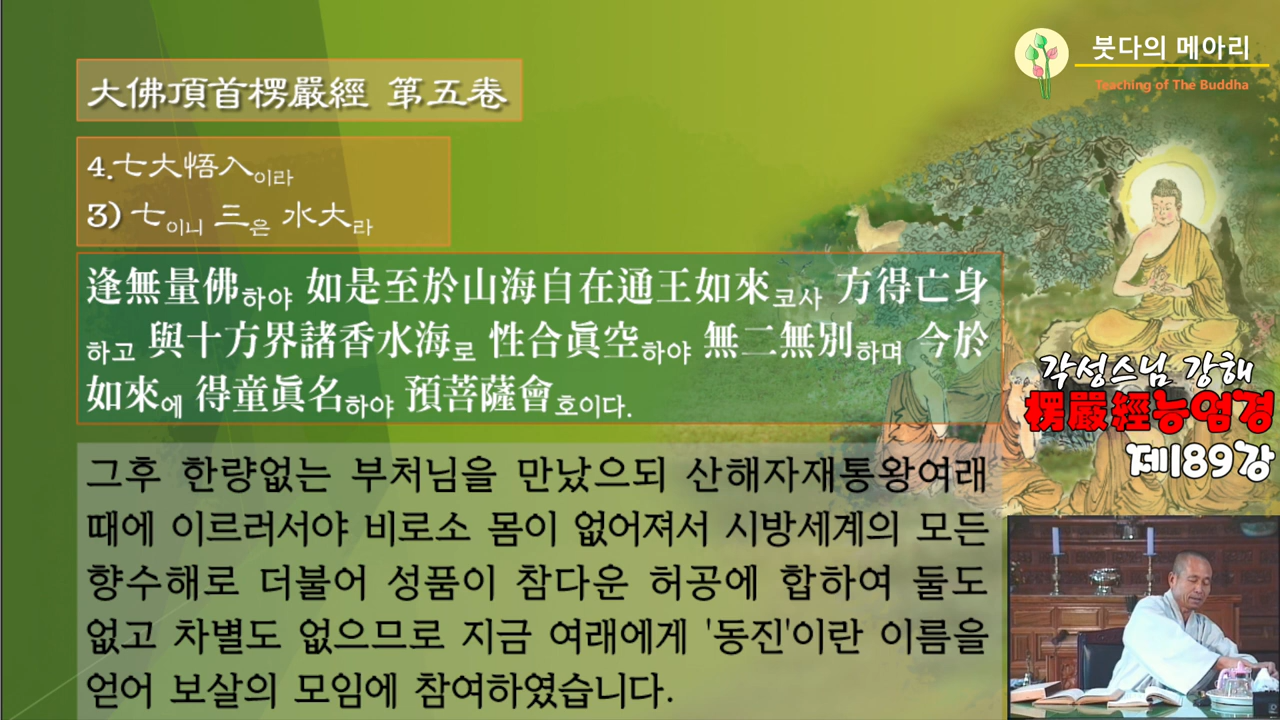 大佛頂首楞嚴經 第五卷
4.七大悟入이라
3) 七이니 三은 水大라
逢無量佛하야 如是至於山海自在通王如來코사 方得亡身
하고 與十方界諸香水海로 性合眞空하야 無二無別하며 今於
如來에 得童眞名하야 預菩薩會호이다.
그후 한량없는 부처님을 만났으되 산해자재통왕여래
때에 이르러서야 비로소 몸이 없어져서 시방세계의 모든
향수해로 더불어 성품이 참다운 허공에 합하여 둘도
없고 차별도 없으므로 지금 여래에게 '동진'이란 이름을
얻어 보살의 모임에 참여하였습니다.
붓다의 메아리
Teaching of The Buddha
각성스님 강해
楞嚴經능엄경
제189강